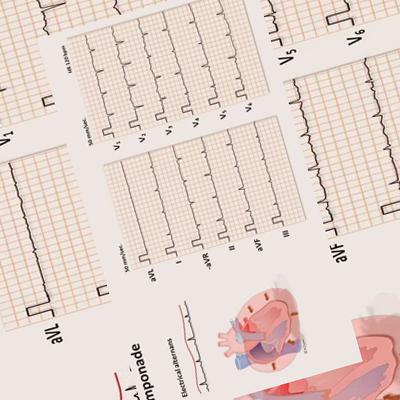 V1
HR 120 bpm
50 mm/sec
V1
V2
V3
V4
V5
V6
V5
V6
50 mm/sec
aVL
I
-aVR
II
aVF
III
aVF
aVL
Electrical alternans
mponade